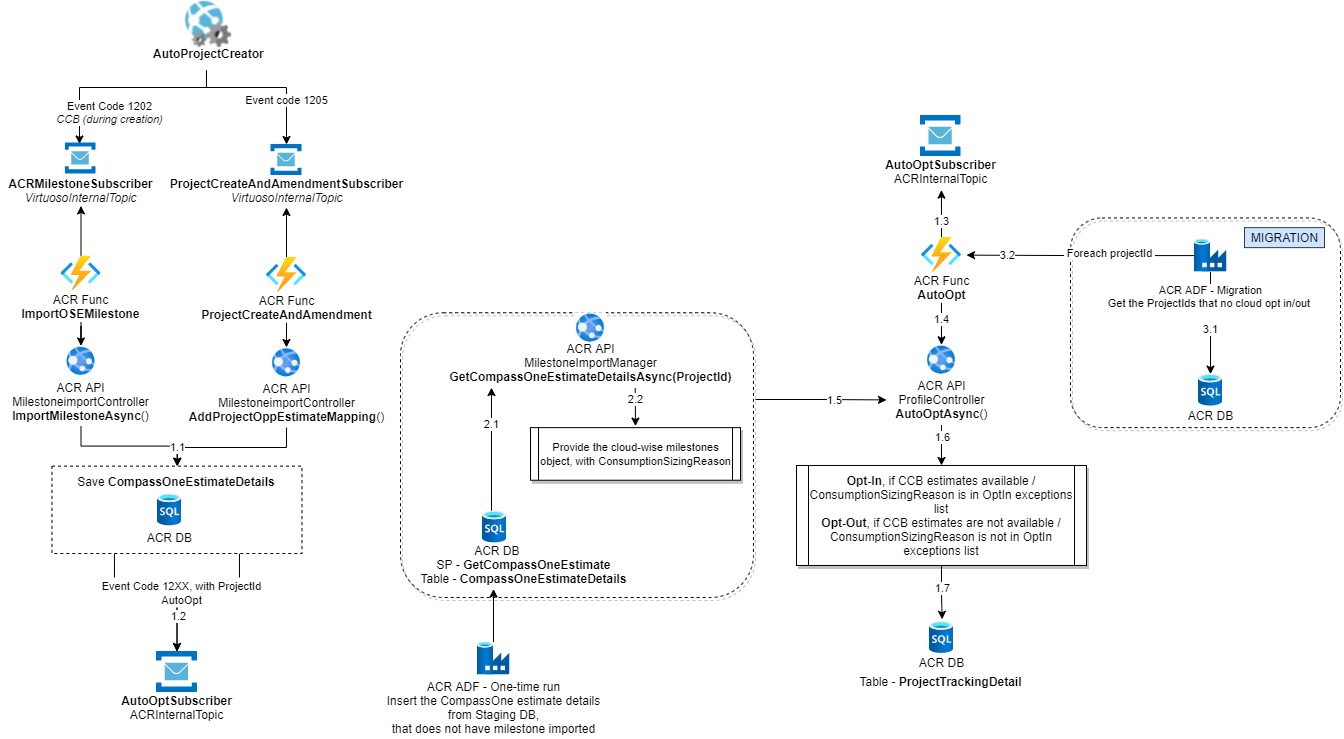 AutoProjectCreator
Event Code 1202
CCB (during creation)
Event code 1205
ACRMilestoneSubscriber
VirtuosoInternalTopic
ProjectCreateAndAmendmentSubscriber
VirtuosoInternalTopic
ACR Func
ImportOSEMilestone
ACR Func
ProjectCreateAndAmendment
ACR API
MilestoneimportController
ImportMilestoneAsync()
ACR API
MilestoneimportController
AddProjectOppEstimateMapping()
1.1
Save CompassOneEstimateDetails
SQL
ACR DB
Event Code 12XX, with ProjectId
AutoOpt
1.2
AutoOptSubscriber
ACRInternalTopic
ACR API
MilestoneImportManager
GetCompassOneEstimateDetailsAsync(ProjectId)
2.2
2.1
Provide the cloud-wise milestones
object, with ConsumptionSizingReason
SQL
ACR DB
SP - GetCompassOneEstimate
Table - CompassOneEstimateDetails
ACR ADF - One-time run
Insert the CompassOne estimate details
from Staging DB,
that does not have milestone imported
1.5
AutoOptSubscriber
ACRInternalTopic
1.3
ACR Func
AutoOpt
1.4
ACR API
ProfileController
AutoOptAsync()
1.6
Opt-In, if CCB estimates available /
ConsumptionSizingReason is in OptIn exceptions
list
Opt-Out, if CCB estimates are not available /
ConsumptionSizingReason is not in OptIn
exceptions list
1.7
SQL
ACR DB
Table - ProjectTrackingDetail
3.2
Foreach projectId
MIGRATION
ACR ADF - Migration
Get the ProjectIds that no cloud opt in/out
3.1
SQL
ACR DB